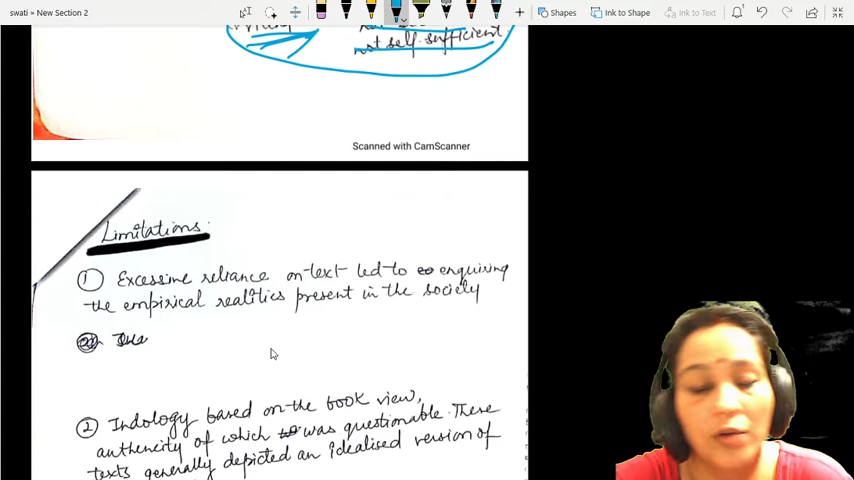 swati » New Section 2
Shapes
Ink to Shape
Ink to Text
not self-sufficient
Scanned with CamScanner
Limitations
① Excessive reliance on text led to enquiring
the empirical realities present in the society
② Indology based on the book view,
authencity of which was questionable. These
texts generally depicted an idealised version of